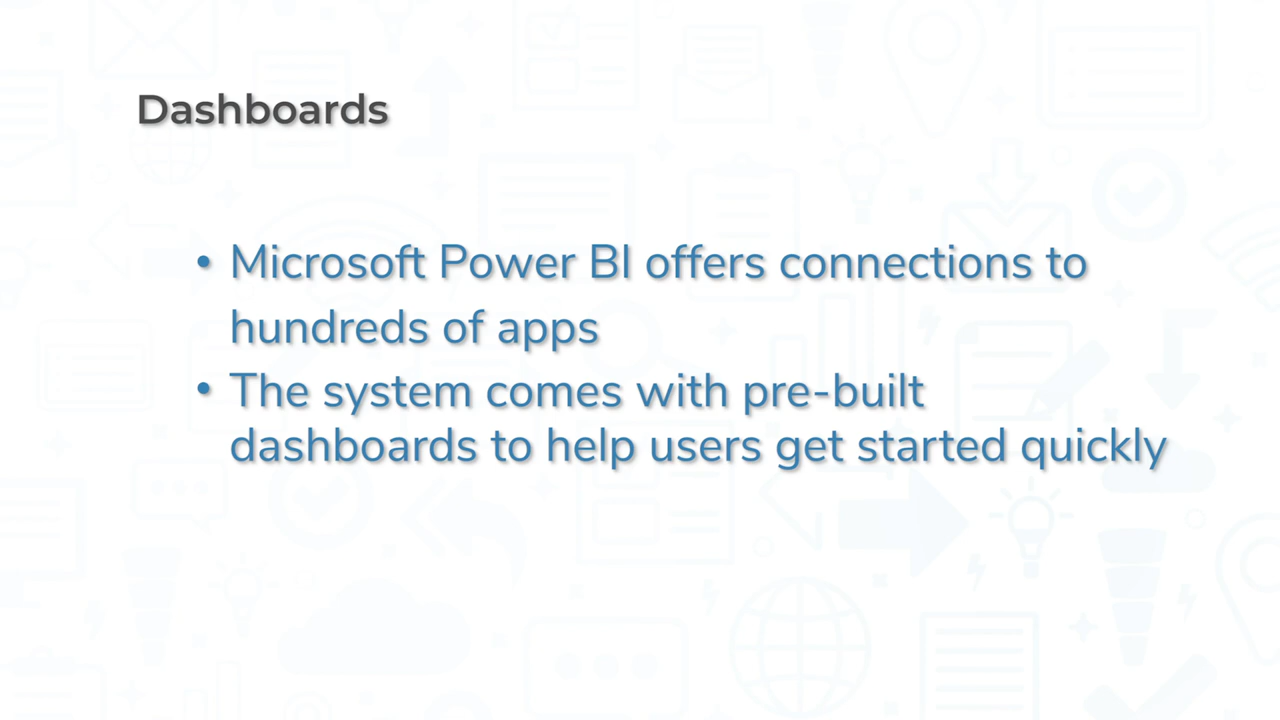 Dashboards
• Microsoft Power BI offers connections to
hundreds of apps
• The system comes with pre-built
dashboards to help users get started quickly